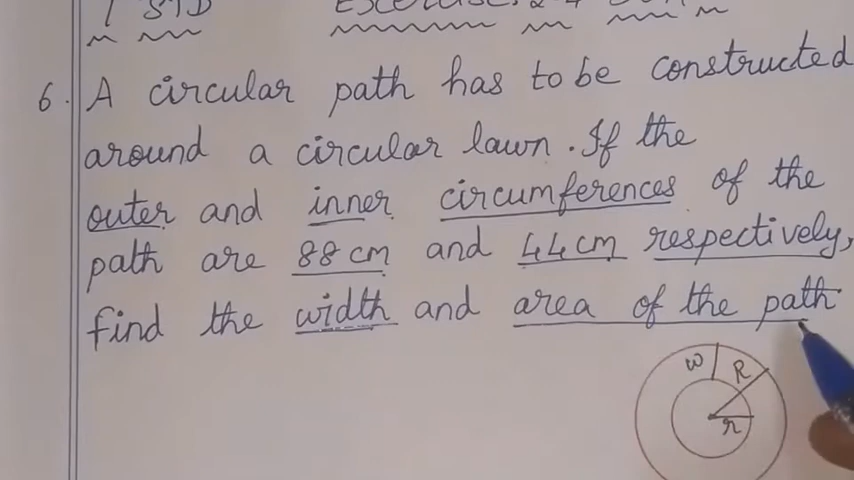 6. A circular path has to be constructed
around a circular lawn. If the
outer and inner circumferences of the
path are 88 cm and 44 cm respectively,
find the width and area of the path
w R
r